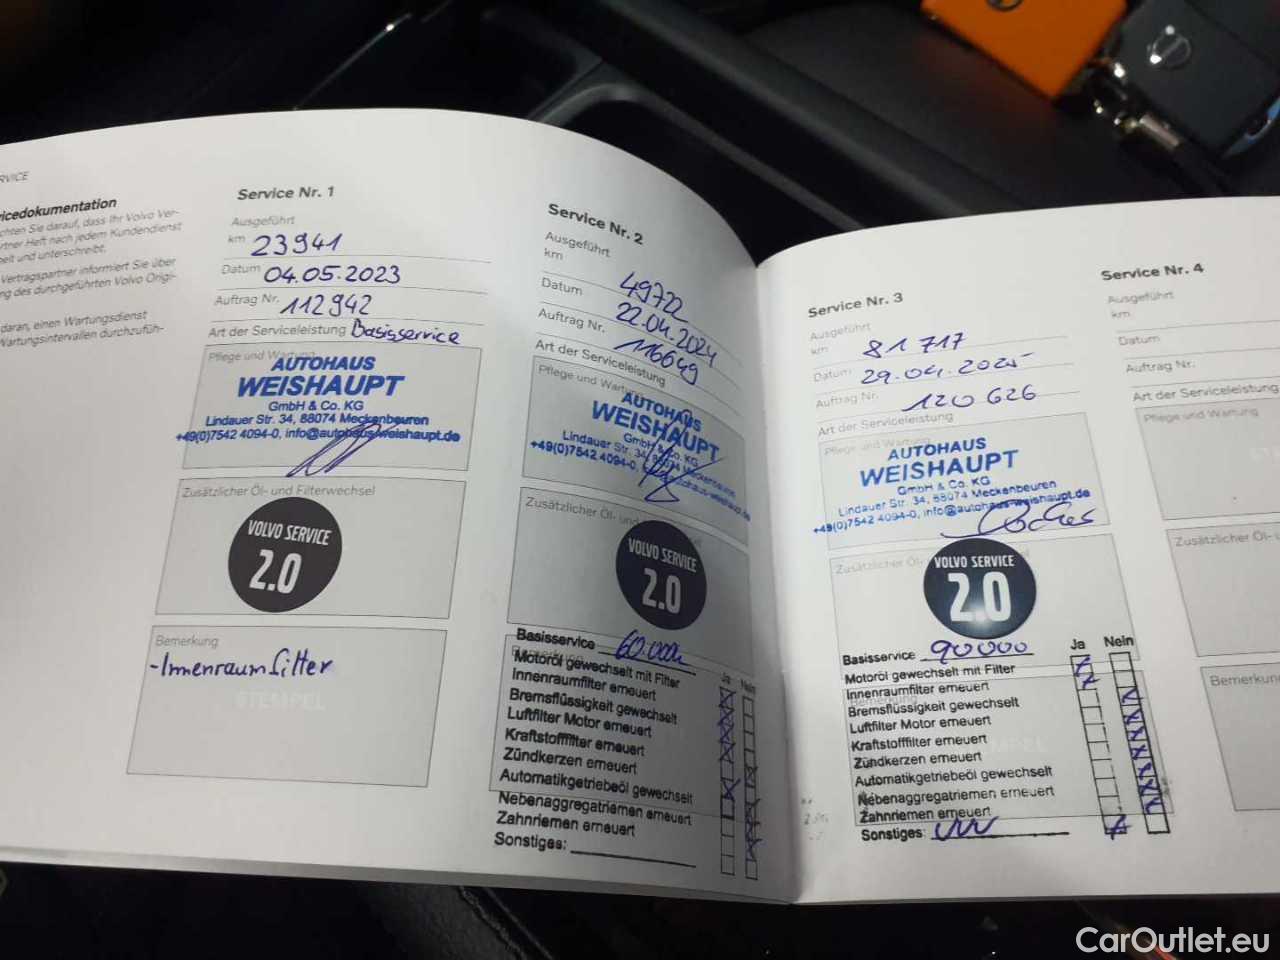 RVICE
vicedokumentation
chten Sie darauf, dass Ihr Volvo Ver-
rtner Heft nach jedem Kundendienst
eit und unterschreibt.
Vertragspartner informiert Sie über
ng des durchgeführten Volvo Origi-
daran, einen Wartungsdienst
Wartungsintervallen durchzufüh-
Service Nr. 1
Ausgeführt
km 23941
Datum 04.05.2023
Auftrag Nr. 112942
Art der Serviceleistung Basisservice
Pflege und Wartung
AUTOHAUS
WEISHAUPT
GmbH & Co. KG
Lindauer Str. 34, 88074 Meckenbeuren
+49(0)7542 4094-0, info@autohaus-weishaupt.de
Zusätzlicher Öl- und Filterwechsel
VOLVO SERVICE
2.0
Bemerkung
-Innenraumfilter
STEMPEL
Service Nr. 2
Ausgeführt
km 49722
Datum 22.04.2024
Auftrag Nr. 116649
Art der Serviceleistung
Pflege und Wartung
AUTOHAUS
WEISHAUPT
GmbH & Co. KG
Lindauer Str. 34, 88074 Meckenbeuren
+49(0)7542 4094-0, info@autohaus-weishaupt.de
Zusätzlicher Öl- und
VOLVO SERVICE
2.0
Basisservice 60.000
Bemerkung
Ja Nein
Motoröl gewechselt mit Filter
Innenraumfilter erneuert
Bremsflüssigkeit gewechselt
Luftfilter Motor erneuert
Kraftstofffilter erneuert
Zündkerzen erneuert
Automatikgetriebeöl gewechselt
Nebenaggregatriemen erneuert
Zahnriemen erneuert
Sonstiges:
Service Nr. 3
Ausgeführt
km 81717
Datum 29.04.2025
Auftrag Nr. 120626
Art der Serviceleistung
Pflege und Wartung
AUTOHAUS
WEISHAUPT
GmbH & Co. KG
Lindauer Str. 34, 88074 Meckenbeuren
+49(0)7542 4094-0, info@autohaus-weishaupt.de
Zusätzlicher Öl-
VOLVO SERVICE
2.0
Basisservice 90000
Ja Nein
Motoröl gewechselt mit Filter
Innenraumfilter erneuert
Bemerkung
Bremsflüssigkeit gewechselt
Luftfilter Motor erneuert
Kraftstofffilter erneuert
Zündkerzen erneuert
Automatikgetriebeöl gewechselt
Nebenaggregatriemen erneuert
Zahnriemen erneuert
Sonstiges:
Service Nr. 4
Ausgeführt
km
Datum
Auftrag Nr.
Art der Serviceleistung
Pflege und Wartung
Zusätzlicher Öl- u
Bemerkung
CarOutlet.eu